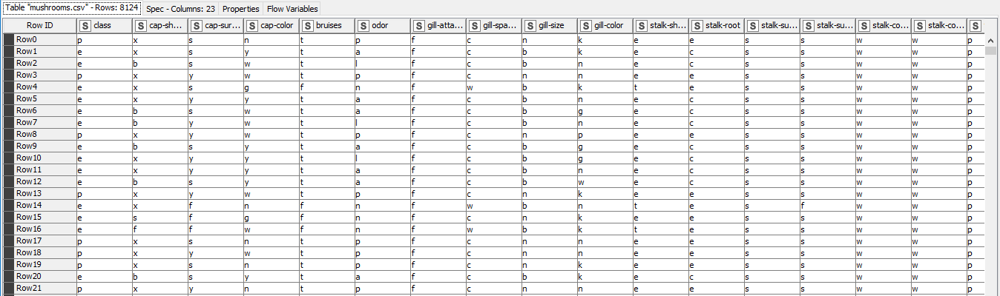 Table "mushrooms.csv" - Rows: 8124 Spec - Columns: 23 Properties Flow Variables
Row ID S class S cap-sh... S cap-sur... S cap-color S bruises S odor S gill-atta... S gill-spa... S gill-size S gill-color S stalk-sh... S stalk-root S stalk-su... S stalk-su... S stalk-co... S stalk-co... S
Row0 p x s n t p f c n k e e s s w w p
Row1 e x s y t a f c b k e c s s w w p
Row2 e b s w t l f c b n e c s s w w p
Row3 p x y w t p f c n n e e s s w w p
Row4 e x s g f n f w b k t e s s w w p
Row5 e x y y t a f c b n e c s s w w p
Row6 e b s w t a f c b g e c s s w w p
Row7 e b y w t l f c b n e c s s w w p
Row8 p x y w t p f c n p e e s s w w p
Row9 e b s y t a f c b g e c s s w w p
Row10 e x y y t l f c b g e c s s w w p
Row11 e x y y t a f c b n e c s s w w p
Row12 e b s y t a f c b w e c s s w w p
Row13 p x y w t p f c n k e e s s w w p
Row14 e x f n f n f w b n t e s f w w p
Row15 e s f g f n f c n k e e s s w w p
Row16 e f f w f n f w b k t e s s w w p
Row17 p x s n t p f c n n e e s s w w p
Row18 p x y w t p f c n n e e s s w w p
Row19 p x s n t p f c n k e e s s w w p
Row20 e b s y t a f c b k e c s s w w p
Row21 p x y n t p f c n n e e s s w w p